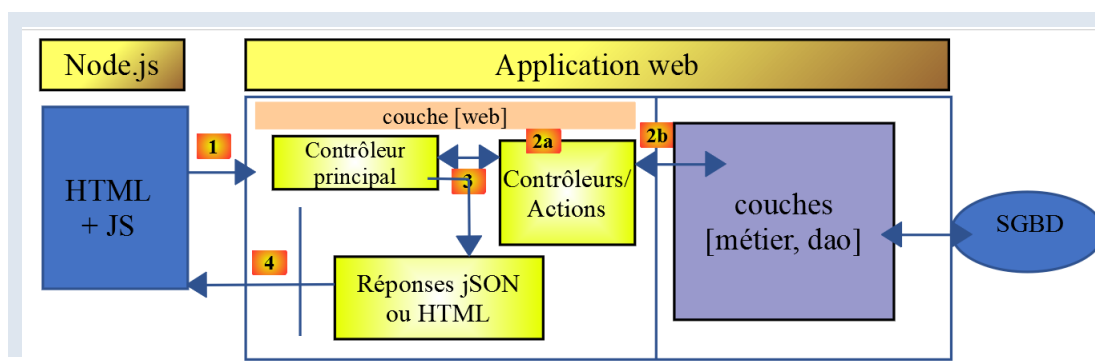 Node.js
Application web
couche [web]
1
Contrôleur
principal
2a
2b
3
Contrôleurs/
Actions
HTML
+ JS
couches
[métier, dao]
SGBD
4
Réponses jSON
ou HTML